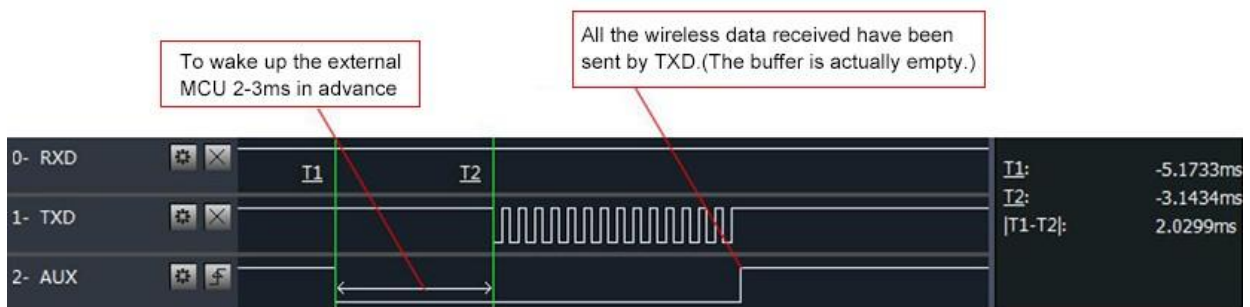 To wake up the external
MCU 2-3ms in advance
All the wireless data received have been
sent by TXD.(The buffer is actually empty.)
0- RXD
T1
T2
T1: -5.1733ms
T2: -3.1434ms
|T1-T2|: 2.0299ms
1- TXD
2- AUX